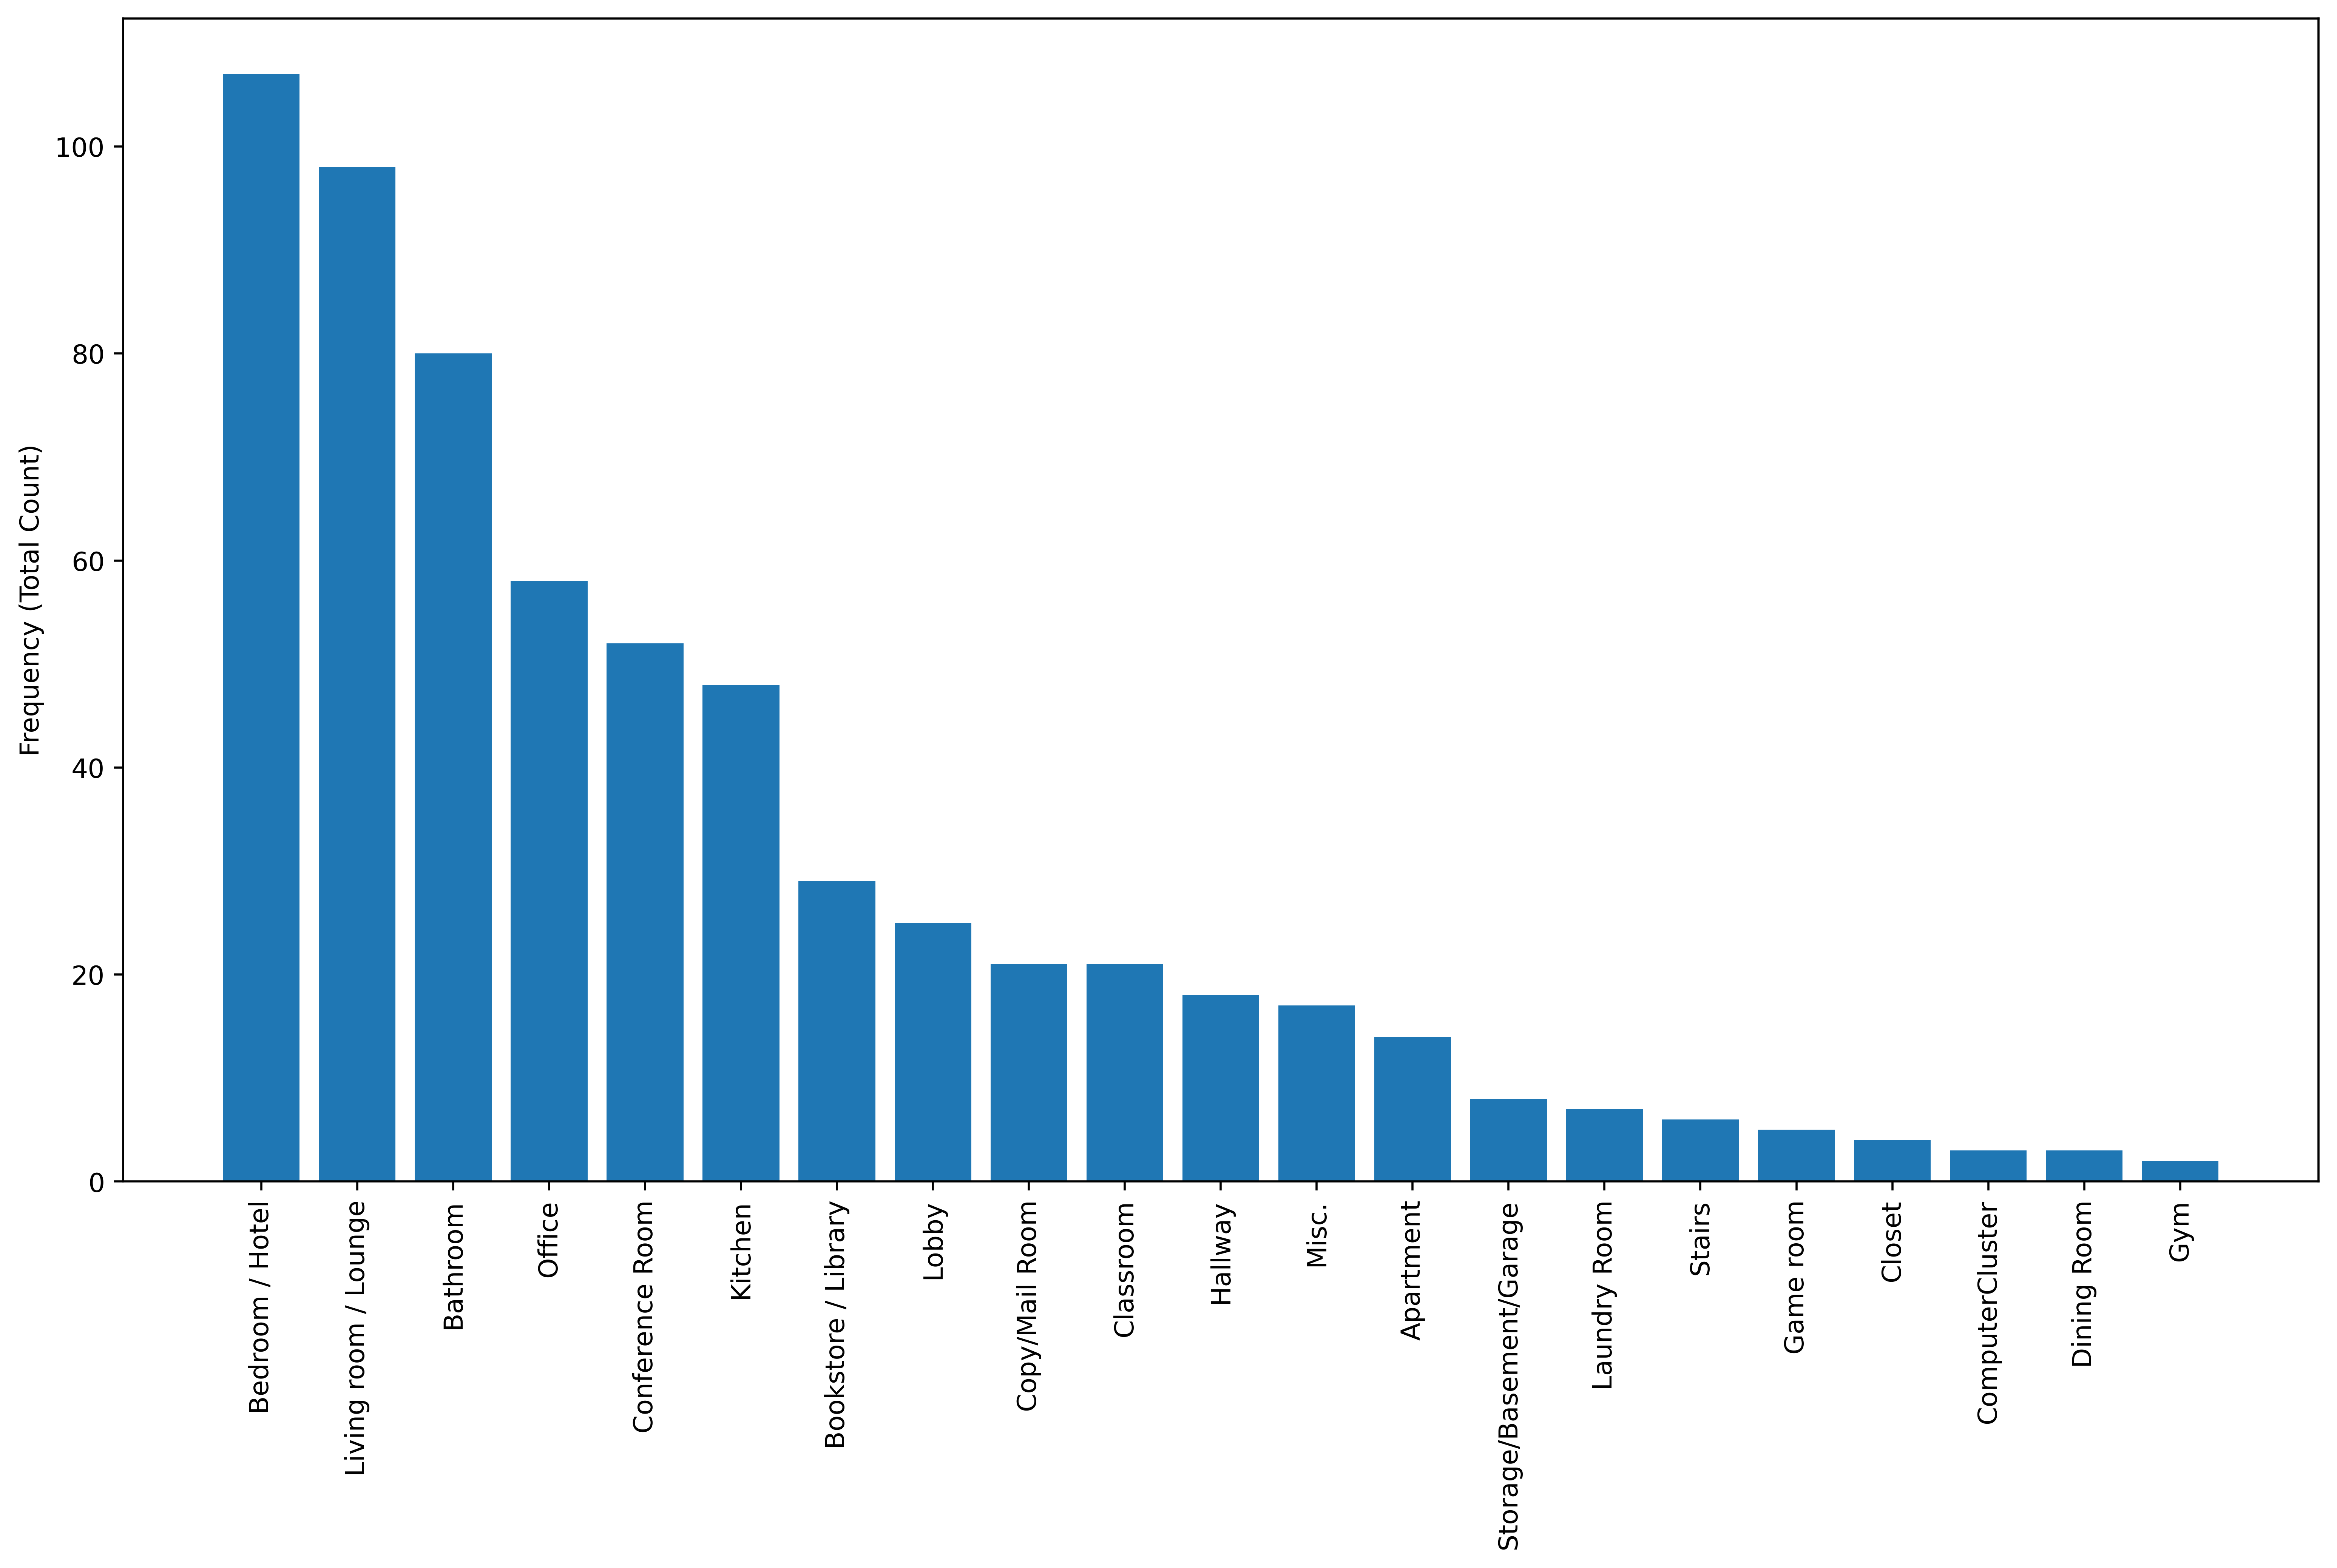 Frequency (Total Count)
100
80
60
40
20
0
Bedroom / Hotel
Living room / Lounge
Bathroom
Office
Conference Room
Kitchen
Bookstore / Library
Lobby
Copy/Mail Room
Classroom
Hallway
Misc.
Apartment
Storage/Basement/Garage
Laundry Room
Stairs
Game room
Closet
ComputerCluster
Dining Room
Gym